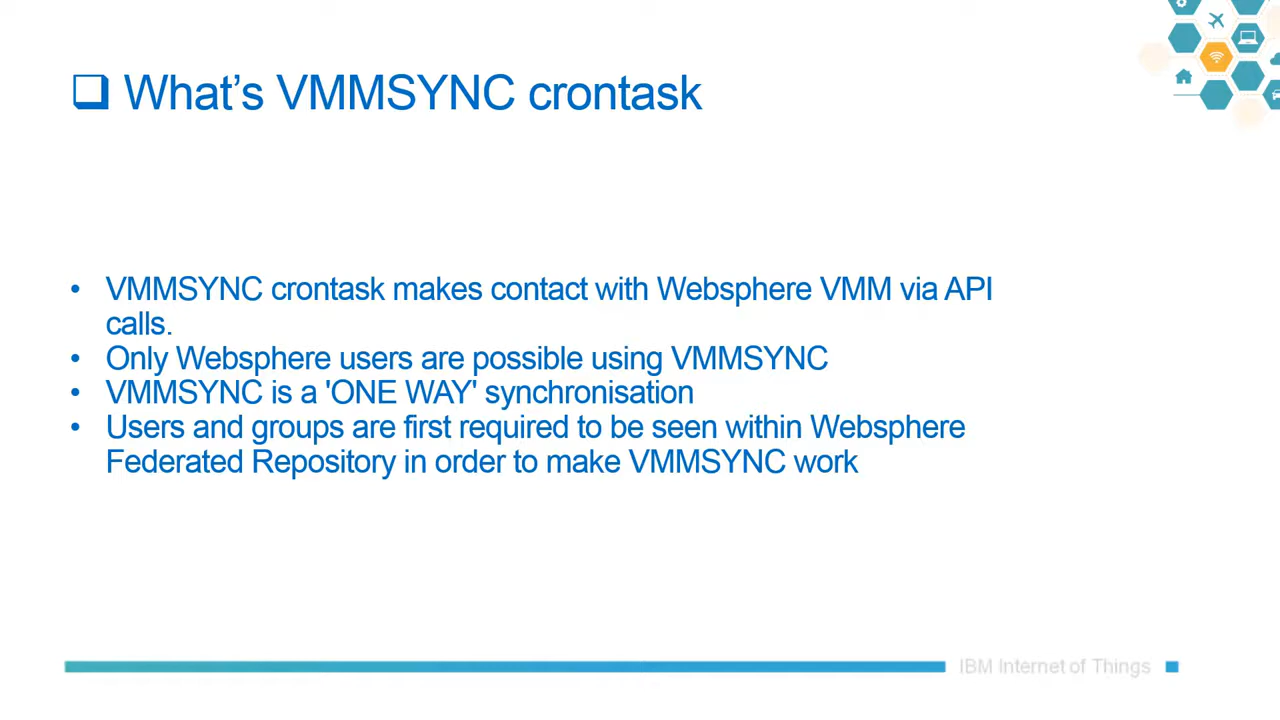 What's VMMSYNC crontask
• VMMSYNC crontask makes contact with Websphere VMM via API
calls.
• Only Websphere users are possible using VMMSYNC
• VMMSYNC is a 'ONE WAY' synchronisation
• Users and groups are first required to be seen within Websphere
Federated Repository in order to make VMMSYNC work
IBM Internet of Things